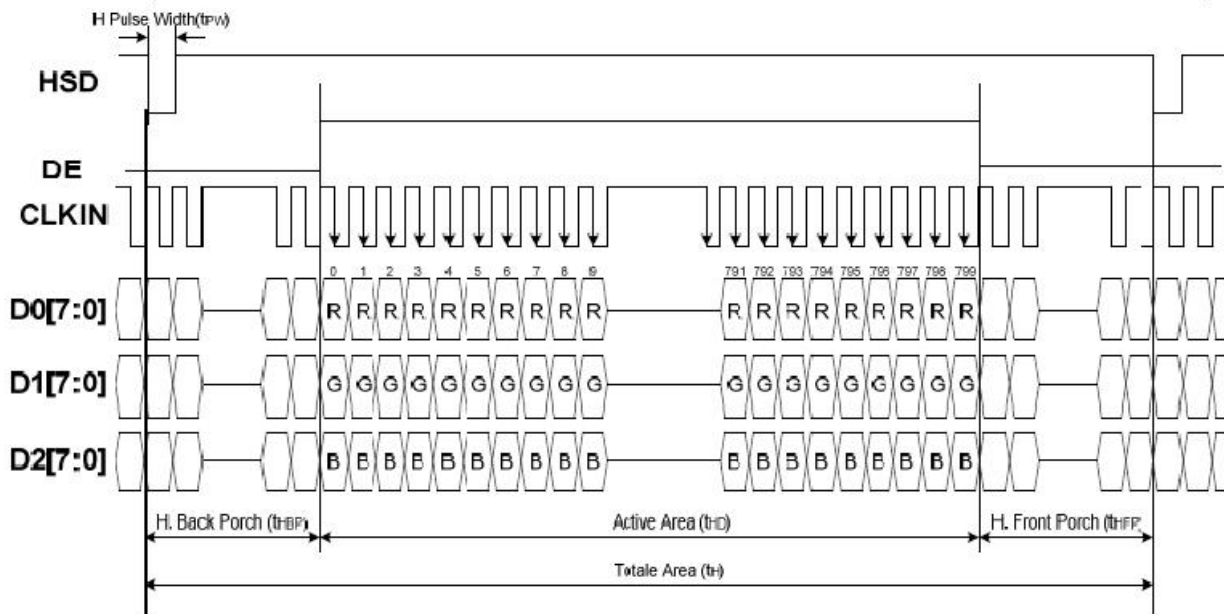 H Pulse Width(tPW)
HSD
DE
CLKIN
0 1 2 3 4 5 6 7 8 9 791 792 793 794 795 796 797 798 799
D0[7:0] R R R R R R R R R R R R R R R R R R R
D1[7:0] G G G G G G G G G G G G G G G G G G G
D2[7:0] B B B B B B B B B B B B B B B B B B B
H. Back Porch (tHBP) Active Area (tHD) H. Front Porch (tHFP)
Totale Area (tH)